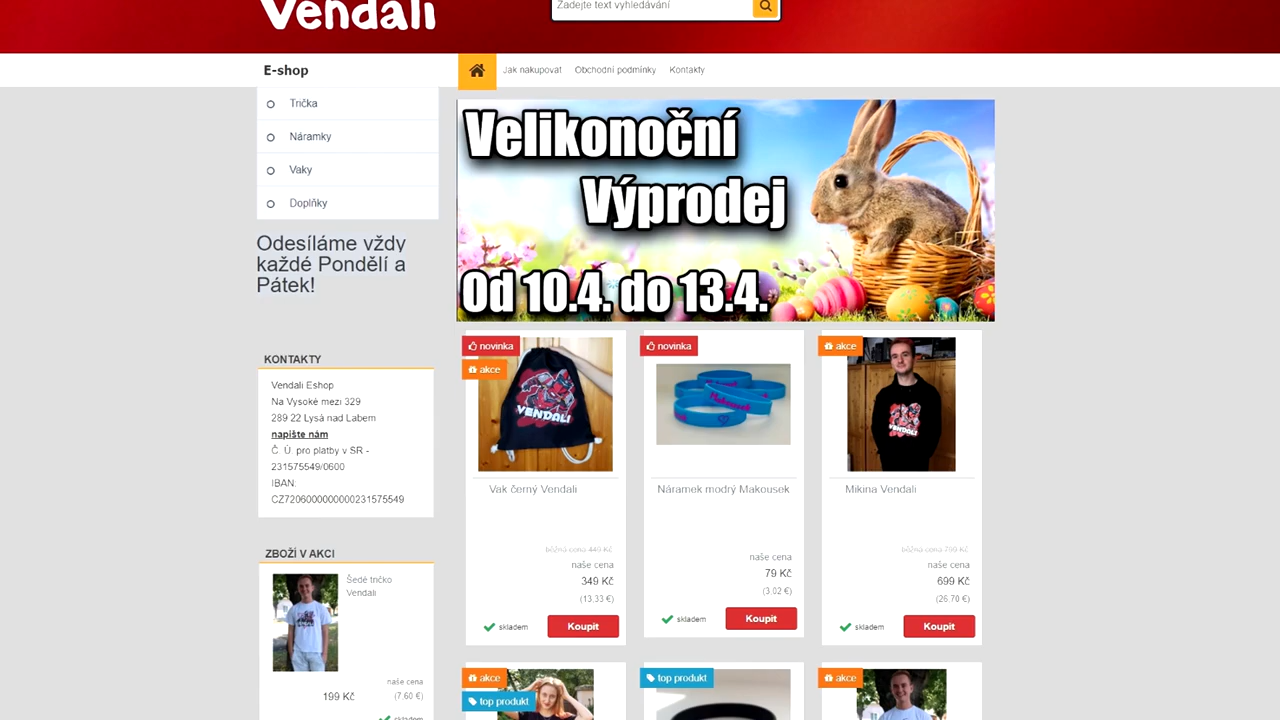 Vendali
Zadejte text vyhledávání
E-shop
Jak nakupovat
Obchodní podmínky
Kontakty
Trička
Náramky
Vaky
Doplňky
Odesíláme vždy
každé Pondělí a
Pátek!
Velikonoční
Výprodej
Od 10.4. do 13.4.
KONTAKTY
Vendali Eshop
Na Vysoké mezi 329
289 22 Lysá nad Labem
napište nám
Č. Ú. pro platby v SR -
231575549/0600
IBAN:
CZ7206000000000231575549
ZBOŽÍ V AKCI
Šedé tričko
Vendali
naše cena
199 Kč
(7,60 €)
skladem
novinka
akce
VENDALI
Vak černý Vendali
běžná cena 449 Kč
naše cena
349 Kč
(13,33 €)
skladem
Koupit
novinka
Makousek
Náramek modrý Makousek
naše cena
79 Kč
(3,02 €)
skladem
Koupit
akce
VENDALI
Mikina Vendali
běžná cena 799 Kč
naše cena
699 Kč
(26,70 €)
skladem
Koupit
akce
top produkt
top produkt
akce